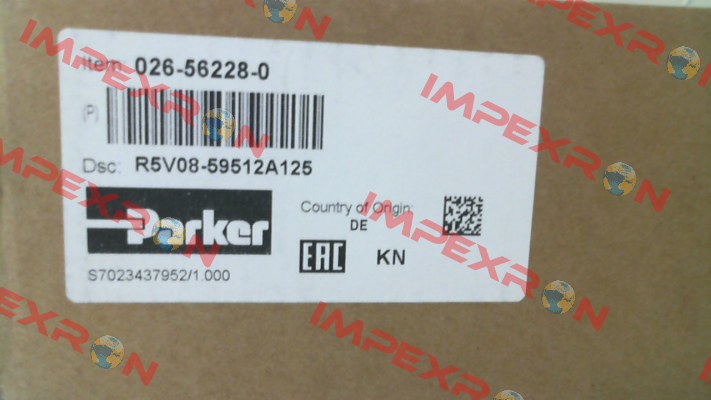 Item: 026-56228-0
(P)
Dsc: R5V08-59512A125
Parker
Country of Origin:
DE
EAC KN
S7023437952/1.000
IMPEXRON
IMPEXRON
IMPEXRON
IMPEXRON
IMPEXRON
IMPEXRON